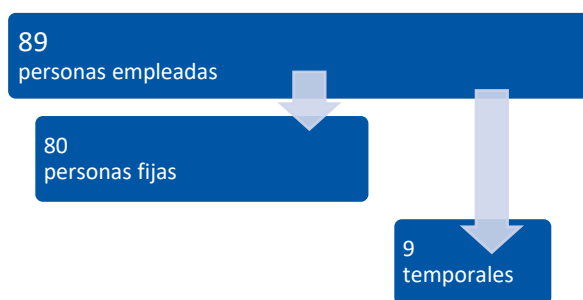 89
personas empleadas
80
personas fijas
9
temporales